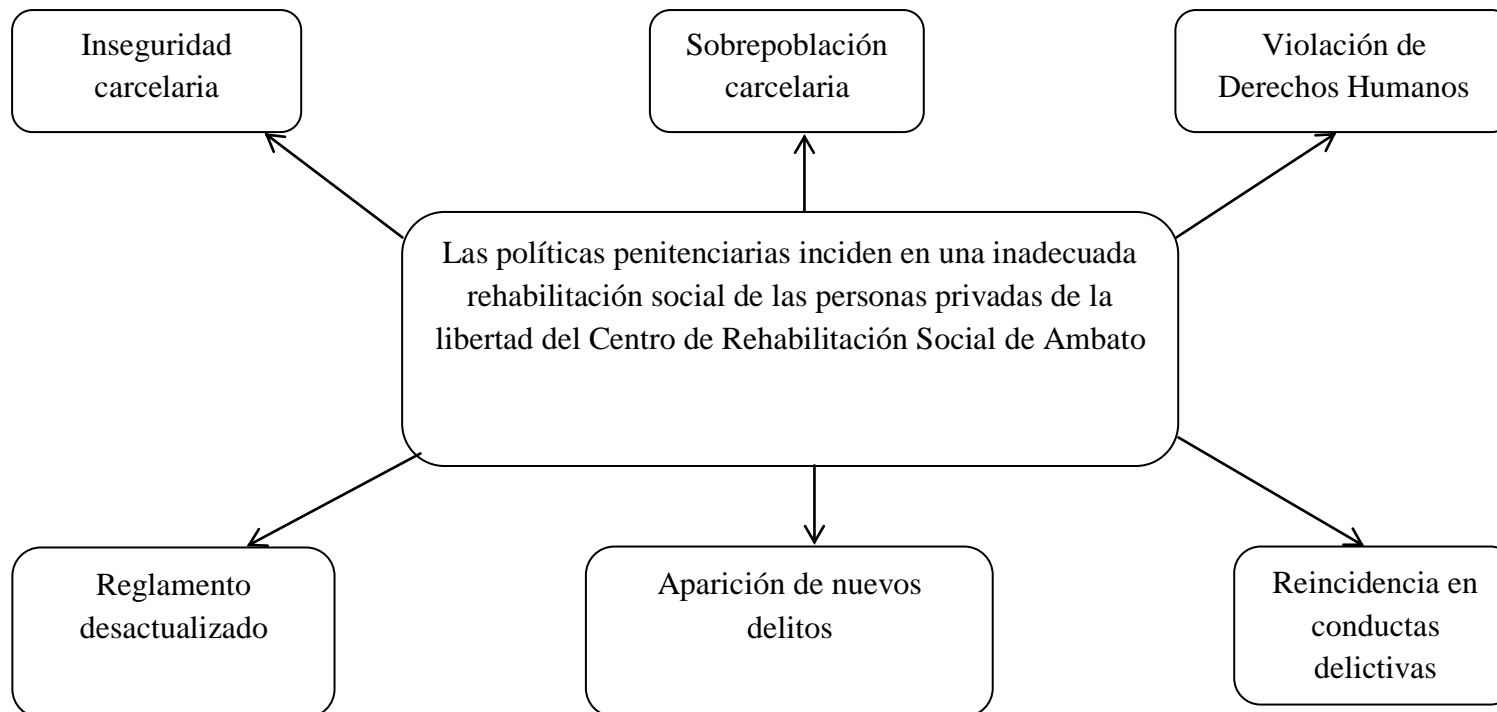 Inseguridad
carcelaria
Sobrepoblación
carcelaria
Violación de
Derechos Humanos
Las políticas penitenciarias inciden en una inadecuada
rehabilitación social de las personas privadas de la
libertad del Centro de Rehabilitación Social de Ambato
Reglamento
desactualizado
Aparición de nuevos
delitos
Reincidencia en
conductas
delictivas